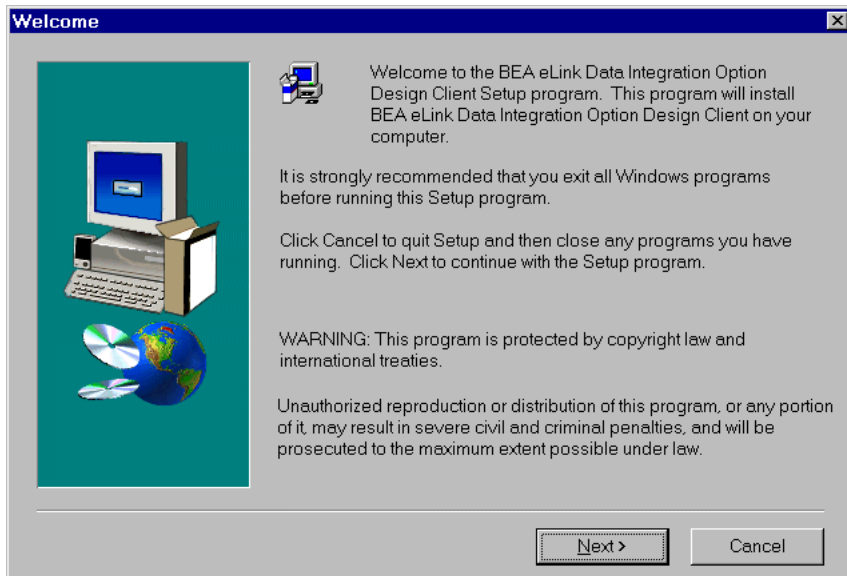 Welcome
Welcome to the BEA eLink Data Integration Option
Design Client Setup program.  This program will install
BEA eLink Data Integration Option Design Client on your
computer.
It is strongly recommended that you exit all Windows programs
before running this Setup program.
Click Cancel to quit Setup and then close any programs you have
running.  Click Next to continue with the Setup program.
WARNING: This program is protected by copyright law and
international treaties.
Unauthorized reproduction or distribution of this program, or any portion
of it, may result in severe civil and criminal penalties, and will be
prosecuted to the maximum extent possible under law.
Next >
Cancel